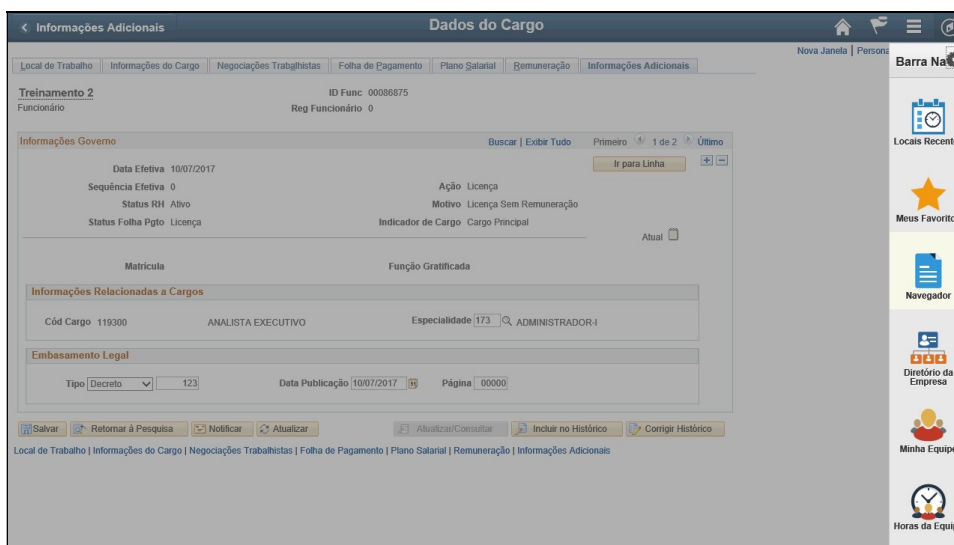 Informações Adicionais
Dados do Cargo
Nova Janela | Persona
Local de Trabalho Informações do Cargo Negociações Trabalhistas Folha de Pagamento Plano Salarial Remuneração Informações Adicionais
Treinamento 2 ID Func 00086875
Funcionário Reg Funcionário 0
Informações Governo Buscar | Exibir Tudo Primeiro 1 de 2 Último
Data Efetiva 10/07/2017 Ir para Linha
Sequência Efetiva 0 Ação Licença
Status RH Ativo Motivo Licença Sem Remuneração
Status Folha Pgto Licença Indicador de Cargo Cargo Principal
Atual
Matrícula Função Gratificada
Informações Relacionadas a Cargos
Cód Cargo 119300 ANALISTA EXECUTIVO Especialidade 173 ADMINISTRADOR-I
Embasamento Legal
Tipo Decreto 123 Data Publicação 10/07/2017 Página 00000
Salvar Retornar à Pesquisa Notificar Atualizar Atualizar/Consultar Incluir no Histórico Corrigir Histórico
Local de Trabalho | Informações do Cargo | Negociações Trabalhistas | Folha de Pagamento | Plano Salarial | Remuneração | Informações Adicionais
Barra Na
Locais Recent
Meus Favorito
Navegador
Diretório da
Empresa
Minha Equipe
Horas da Equi